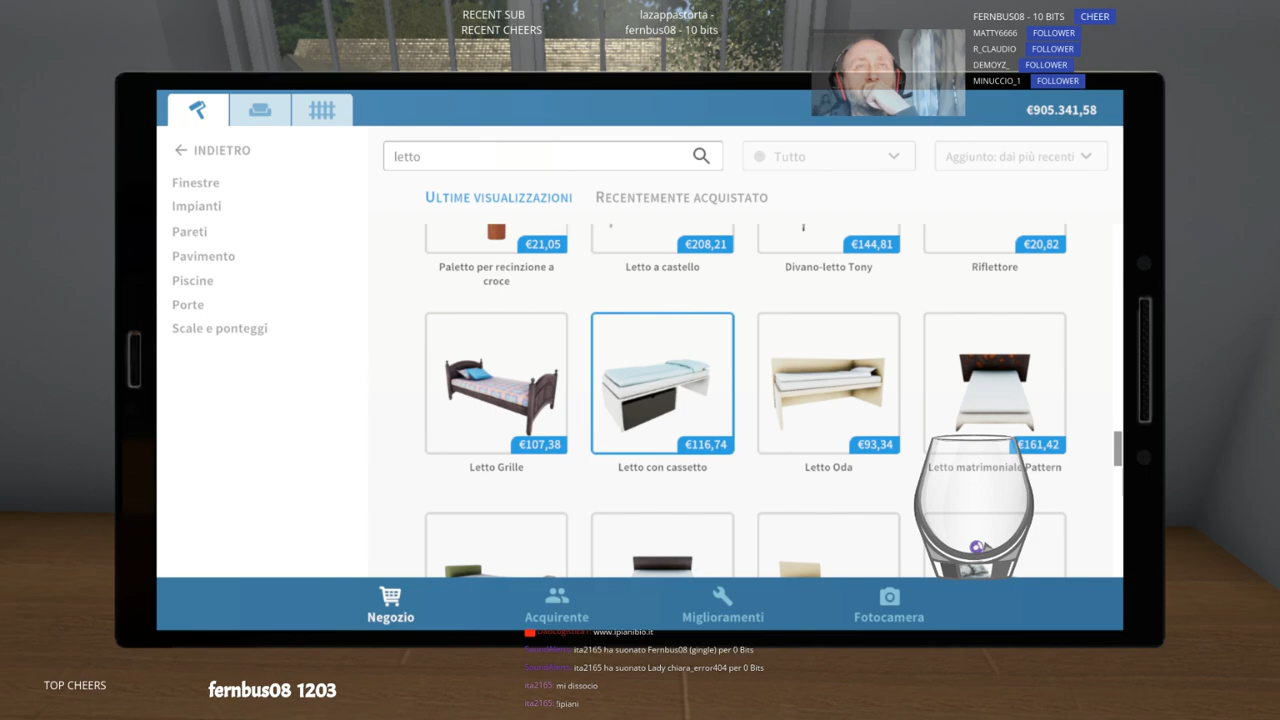 RECENT SUB
lazappastorta -
RECENT CHEERS
fernbus08 - 10 bits
FERNBUS08 - 10 BITS CHEER
MATTY6666 FOLLOWER
R_CLAUDIO FOLLOWER
DEMOYZ_ FOLLOWER
MINUCCIO_1 FOLLOWER
€905.341,58
INDIETRO
Finestre
Impianti
Pareti
Pavimento
Piscine
Porte
Scale e ponteggi
letto
Tutto
Aggiunto: dai più recenti
ULTIME VISUALIZZAZIONI
RECENTEMENTE ACQUISTATO
€21,05
€208,21
€144,81
€20,82
Paletto per recinzione a croce
Letto a castello
Divano-letto Tony
Riflettore
€107,38
€116,74
€93,34
€161,42
Letto Grille
Letto con cassetto
Letto Oda
Letto matrimoniale Pattern
Negozio
Acquirente
Miglioramenti
Fotocamera
www.ipianibio.it
SoundAlerts: ita2165 ha suonato Fernbus08 (gingle) per 0 Bits
SoundAlerts: ita2165 ha suonato Lady chiara_error404 per 0 Bits
ita2165: mi dissocio
ita2165: !ipiani
TOP CHEERS
fernbus08 1203